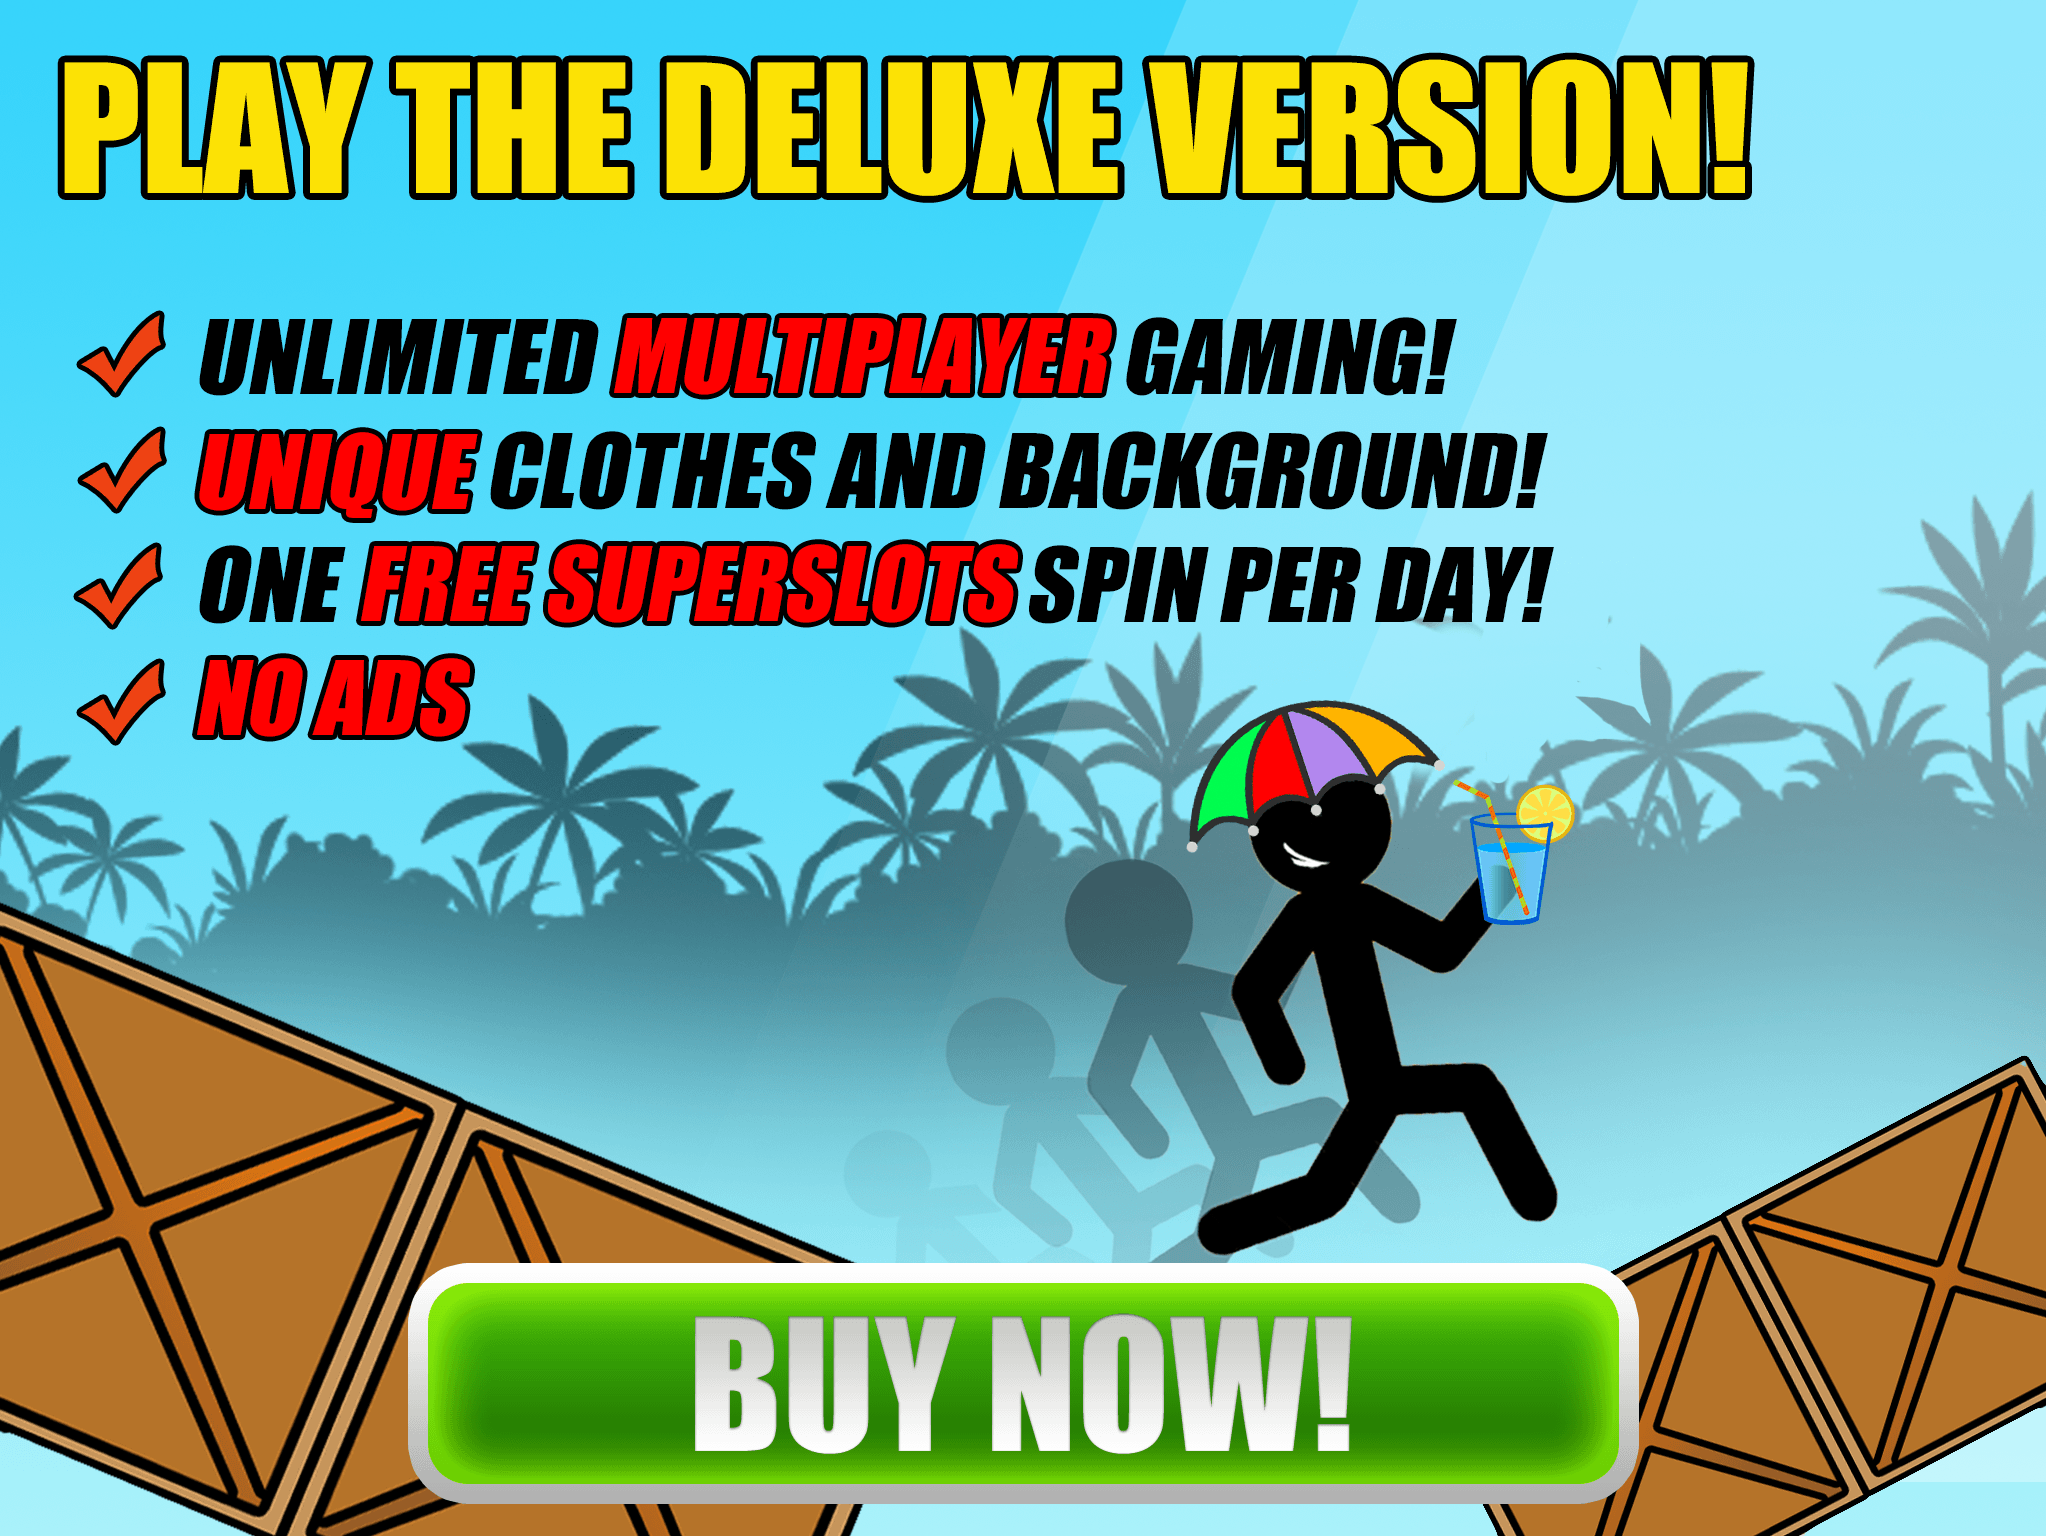 PLAY THE DELUXE VERSION!
UNLIMITED MULTIPLAYER GAMING!
UNIQUE CLOTHES AND BACKGROUND!
ONE FREE SUPERSLOTS SPIN PER DAY!
NO ADS
BUY NOW!